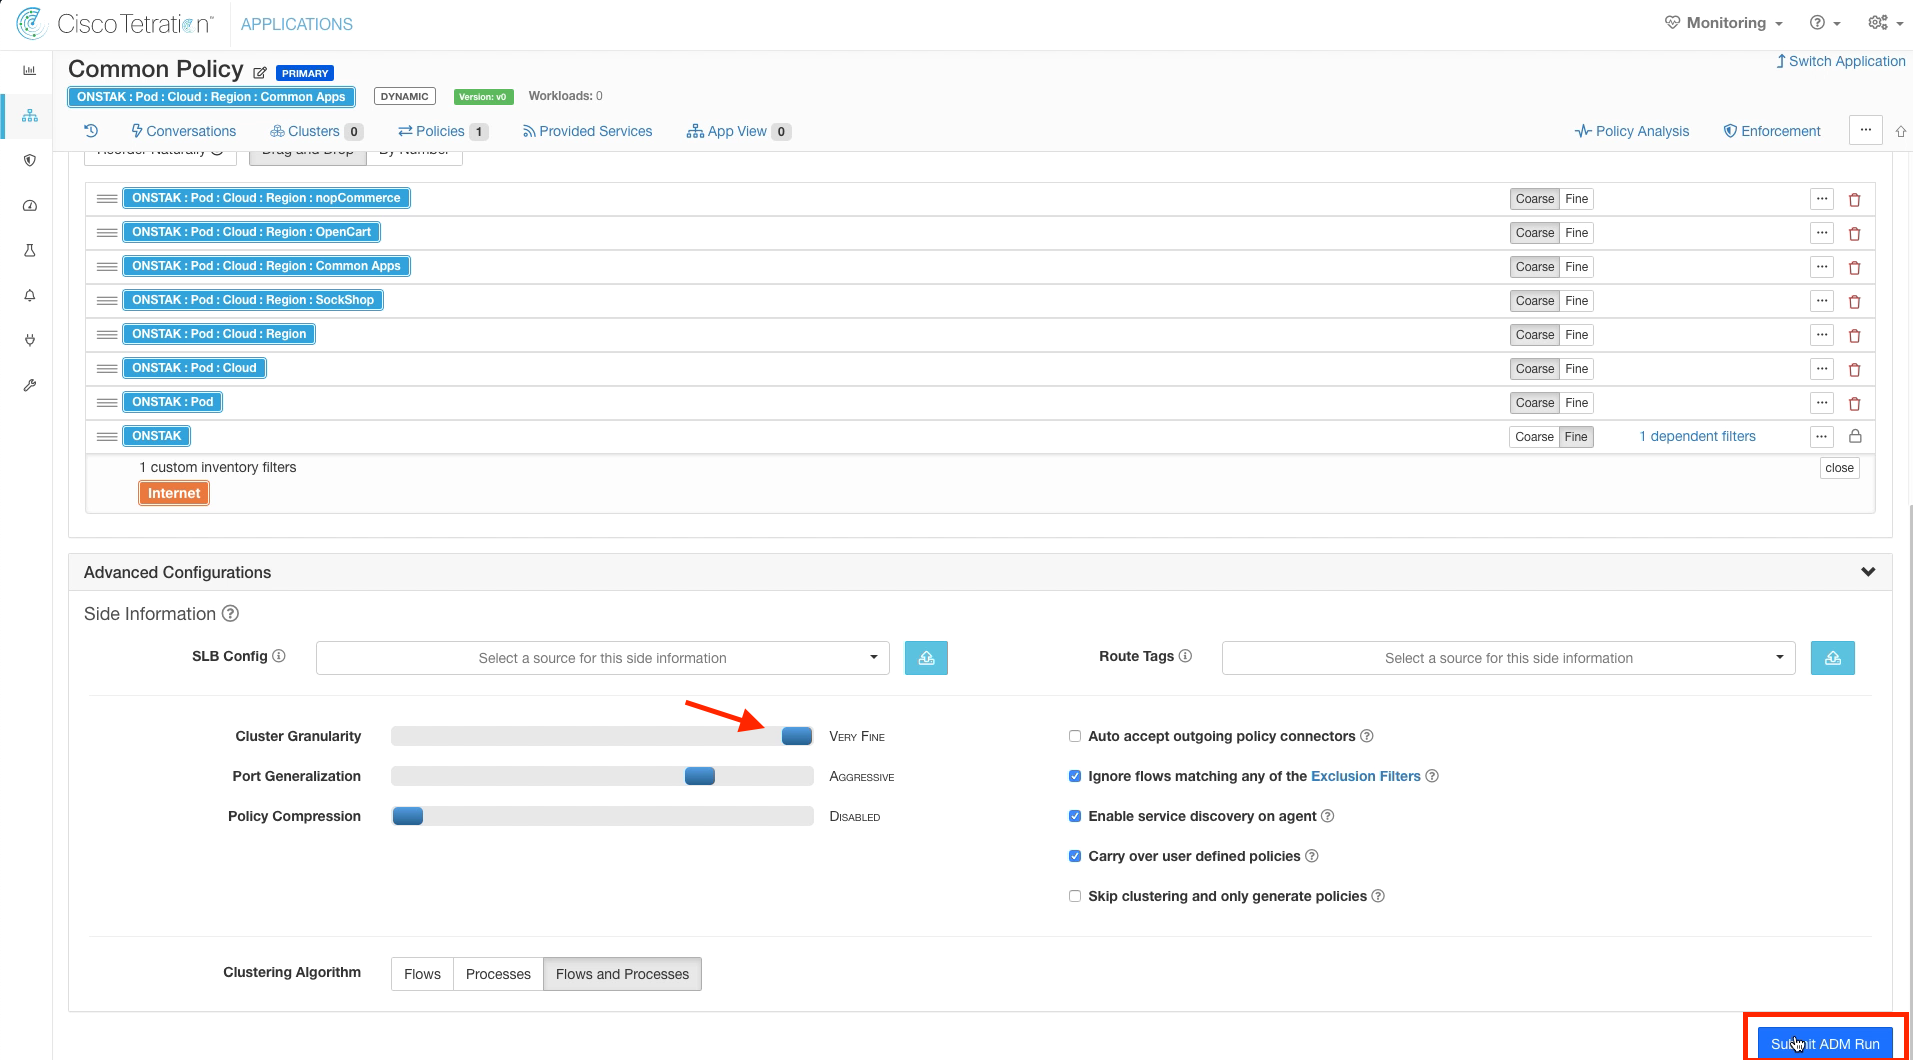 Cisco Tetration™ APPLICATIONS Monitoring
Common Policy PRIMARY Switch Application
ONSTAK : Pod : Cloud : Region : Common Apps DYNAMIC Version: v0 Workloads: 0
Conversations Clusters 0 Policies 1 Provided Services App View 0 Policy Analysis Enforcement ...
Reorder Naturally Drag and Drop By Number
ONSTAK : Pod : Cloud : Region : nopCommerce Coarse Fine ...
ONSTAK : Pod : Cloud : Region : OpenCart Coarse Fine ...
ONSTAK : Pod : Cloud : Region : Common Apps Coarse Fine ...
ONSTAK : Pod : Cloud : Region : SockShop Coarse Fine ...
ONSTAK : Pod : Cloud : Region Coarse Fine ...
ONSTAK : Pod : Cloud Coarse Fine ...
ONSTAK : Pod Coarse Fine ...
ONSTAK Coarse Fine 1 dependent filters ...
1 custom inventory filters close
Internet
Advanced Configurations
Side Information ?
SLB Config Select a source for this side information Route Tags Select a source for this side information
Cluster Granularity VERY FINE Auto accept outgoing policy connectors ?
Port Generalization AGGRESSIVE Ignore flows matching any of the Exclusion Filters ?
Policy Compression DISABLED Enable service discovery on agent ?
Carry over user defined policies ?
Skip clustering and only generate policies ?
Clustering Algorithm Flows Processes Flows and Processes
Submit ADM Run